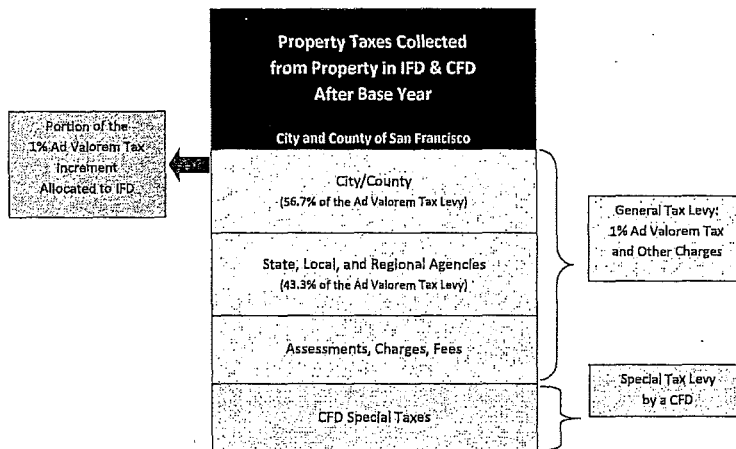 Property Taxes Collected
from Property in IFD & CFD
After Base Year
City and County of San Francisco
Portion of the
1% Ad Valorem Tax
Increment
Allocated to IFD
City/County
(56.7% of the Ad Valorem Tax Levy)
State, Local, and Regional Agencies
(43.3% of the Ad Valorem Tax Levy)
Assessments, Charges, Fees
CFD Special Taxes
General Tax Levy:
1% Ad Valorem Tax
and Other Charges
Special Tax Levy
by a CFD